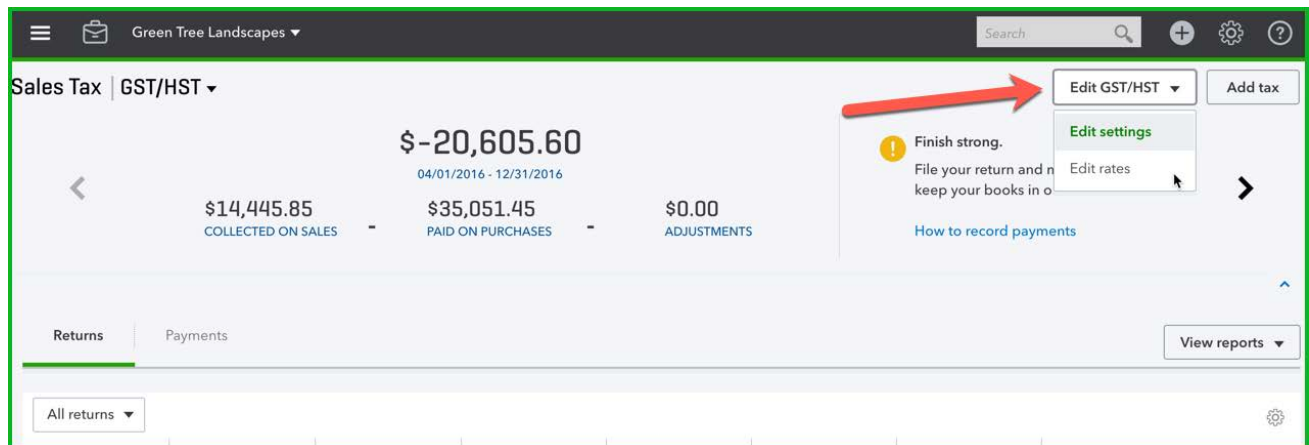 Green Tree Landscapes
Search
Sales Tax | GST/HST
Edit GST/HST
Add tax
Edit settings
Edit rates
$-20,605.60
04/01/2016 - 12/31/2016
$14,445.85 - $35,051.45 - $0.00
COLLECTED ON SALES PAID ON PURCHASES ADJUSTMENTS
Finish strong.
File your return and
keep your books in
How to record payments
Returns
Payments
View reports
All returns